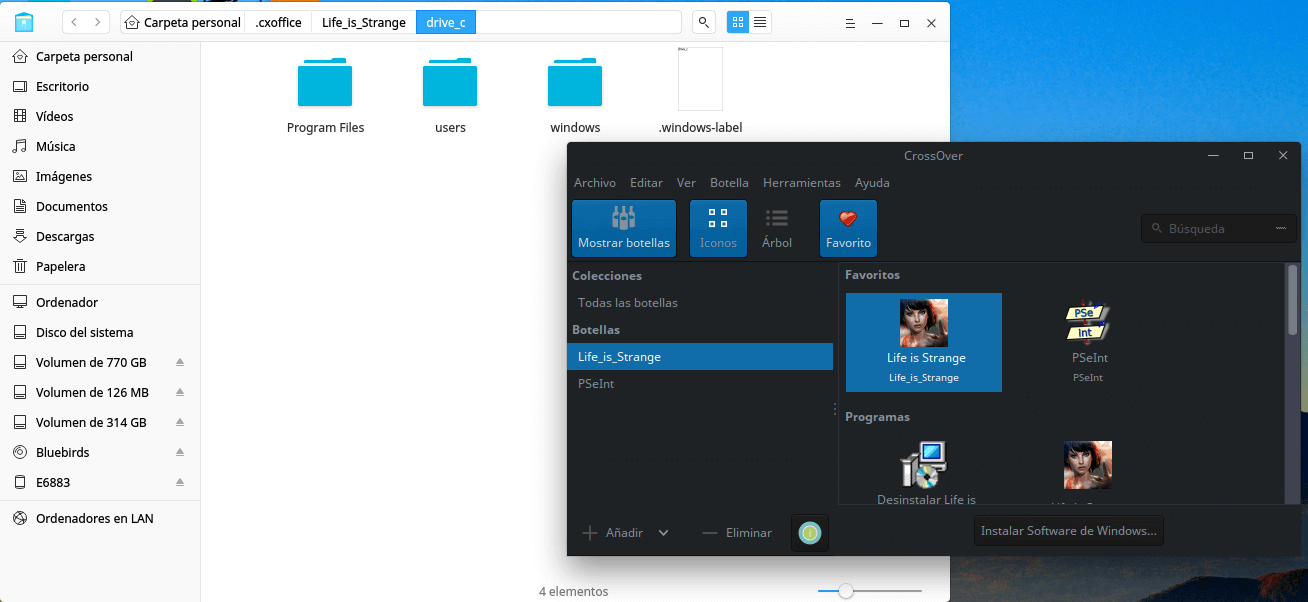 Carpeta personal
.cxoffice
Life_is_Strange
drive_c
Carpeta personal
Escritorio
Vídeos
Música
Imágenes
Documentos
Descargas
Papelera
Ordenador
Disco del sistema
Volumen de 770 GB
Volumen de 126 MB
Volumen de 314 GB
Bluebirds
E6883
Ordenadores en LAN
Program Files
users
windows
.windows-label
4 elementos
CrossOver
Archivo Editar Ver Botella Herramientas Ayuda
Mostrar botellas
Iconos
Árbol
Favorito
Búsqueda
Colecciones
Todas las botellas
Botellas
Life_is_Strange
PSeInt
Favoritos
Life is Strange
Life_is_Strange
PSe
Int
PSeInt
PSeInt
Programas
Desinstalar Life is
Añadir
Eliminar
Instalar Software de Windows...